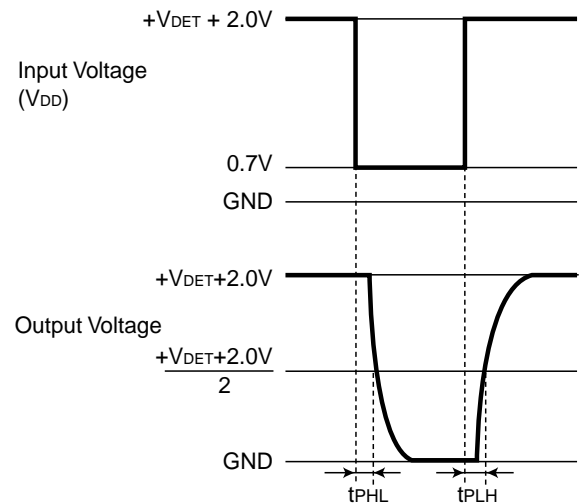 +VDET + 2.0V
Input Voltage
(VDD)
0.7V
GND
+VDET+2.0V
Output Voltage
+VDET+2.0V
2
GND
tPHL
tPLH